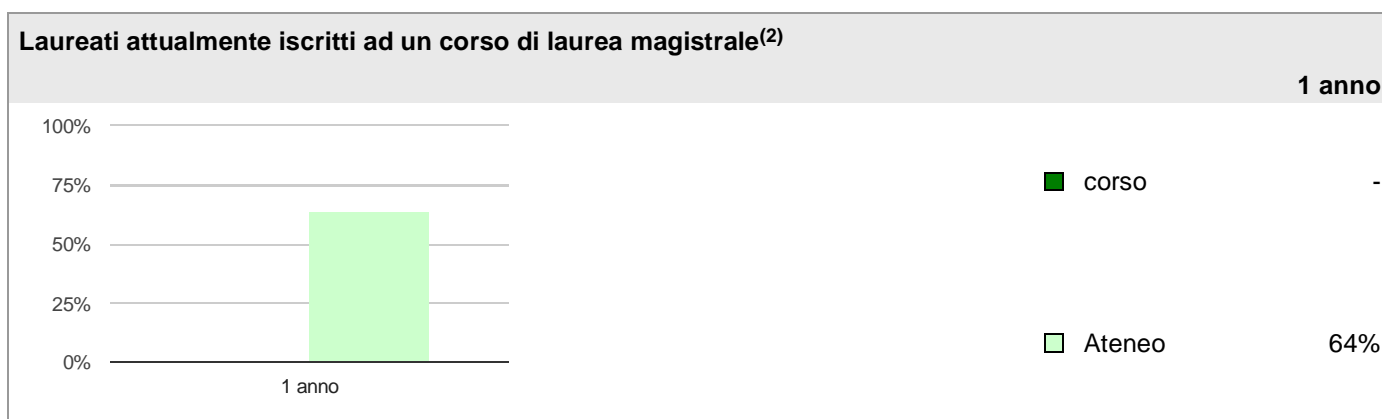 Laureati attualmente iscritti ad un corso di laurea magistrale(2)
1 anno
100%
75%
50%
25%
0%
1 anno
corso -
Ateneo 64%